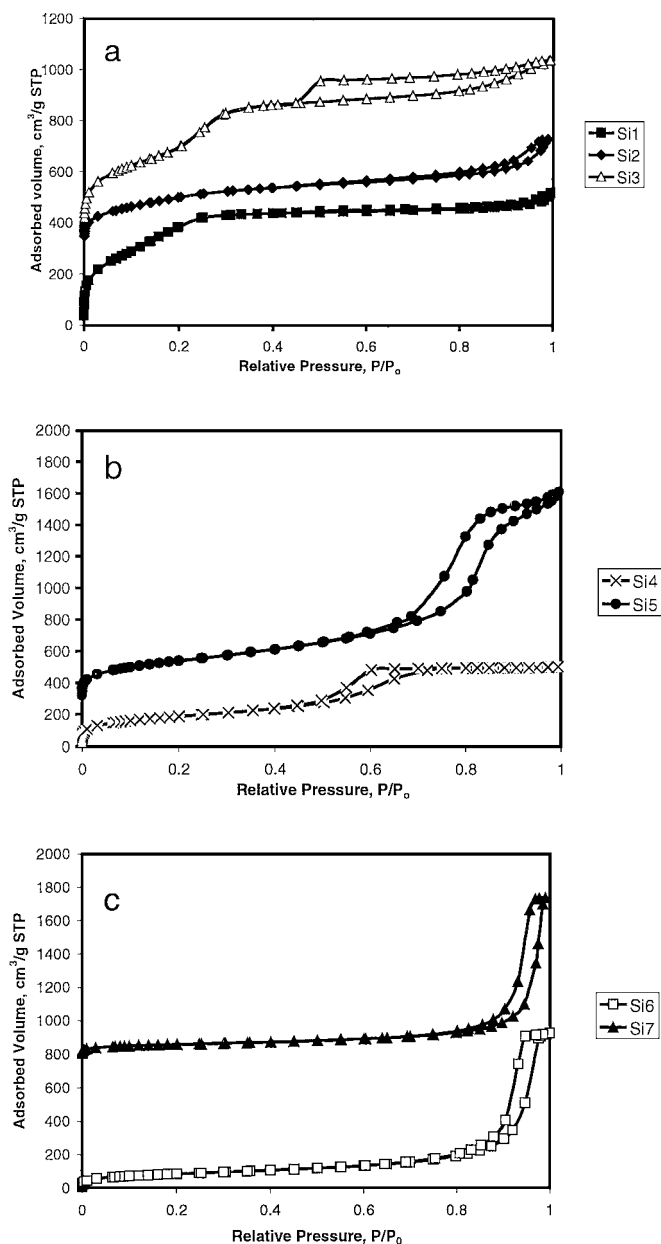 a
1200
1000
800
600
400
200
0
0 0.2 0.4 0.6 0.8 1
Adsorbed volume, cm³/g STP
Relative Pressure, P/Pₒ
Si1
Si2
Si3
b
2000
1800
1600
1400
1200
1000
800
600
400
200
0
0 0.2 0.4 0.6 0.8 1
Adsorbed Volume, cm³/g STP
Relative Pressure, P/Pₒ
Si4
Si5
c
2000
1800
1600
1400
1200
1000
800
600
400
200
0
0 0.2 0.4 0.6 0.8 1
Adsorbed Volume, cm³/g STP
Relative Pressure, P/P₀
Si6
Si7